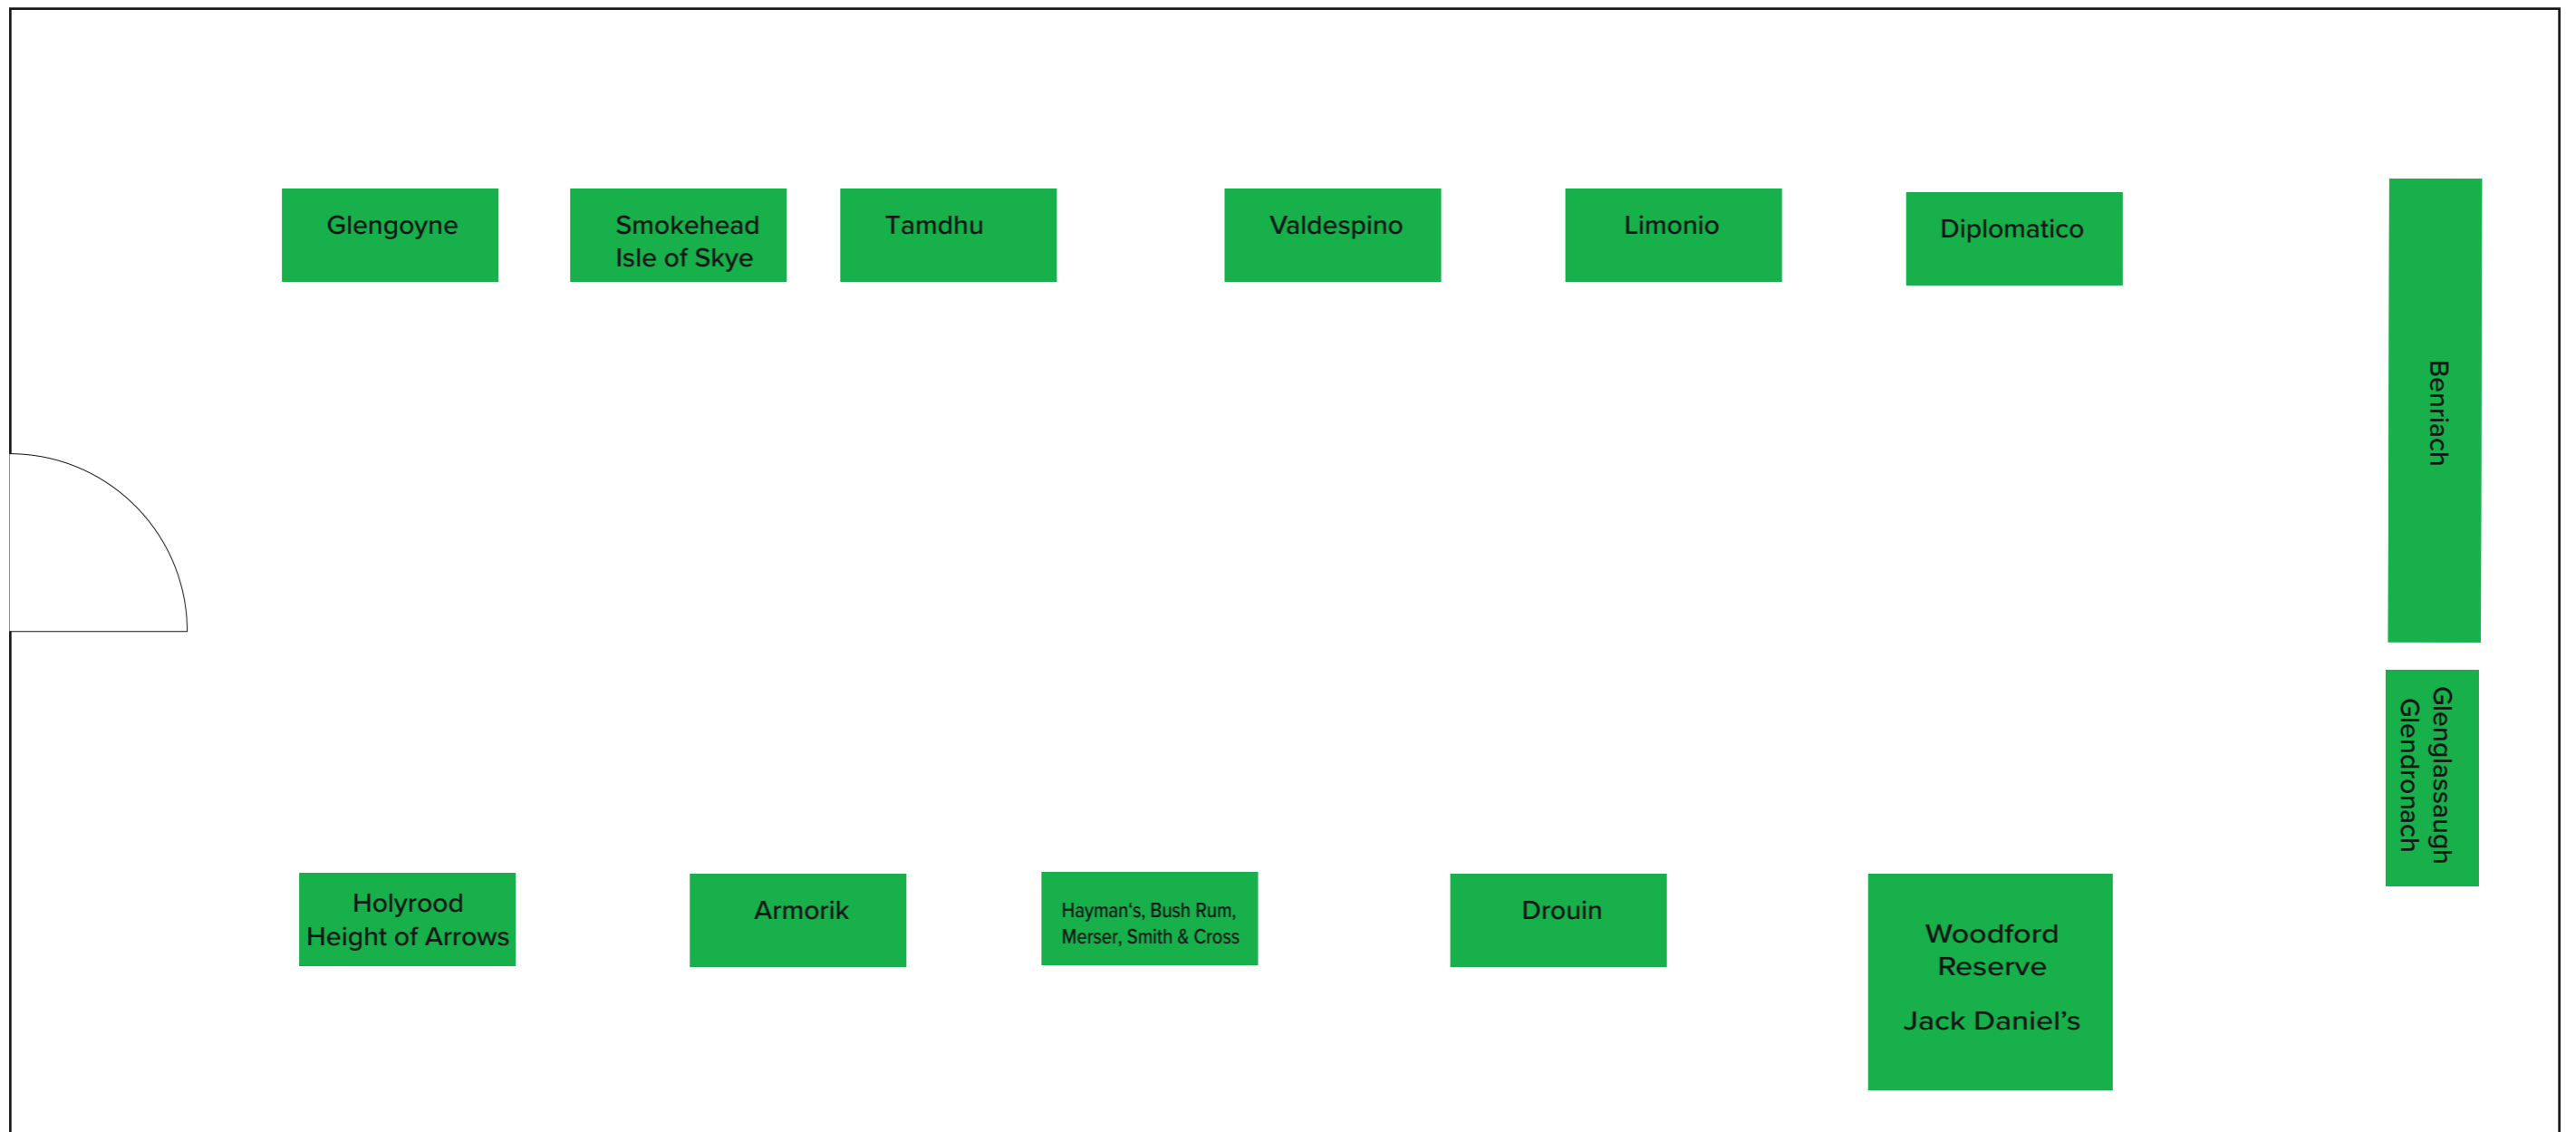 Glengoyne
Smokehead
Isle of Skye
Tamdhu
Valdespino
Limonio
Diplomatico
Benriach
Glenglassaugh
Glendronach
Holyrood
Height of Arrows
Armorik
Hayman‘s, Bush Rum,
Merser, Smith & Cross
Drouin
Woodford
Reserve
Jack Daniel’s